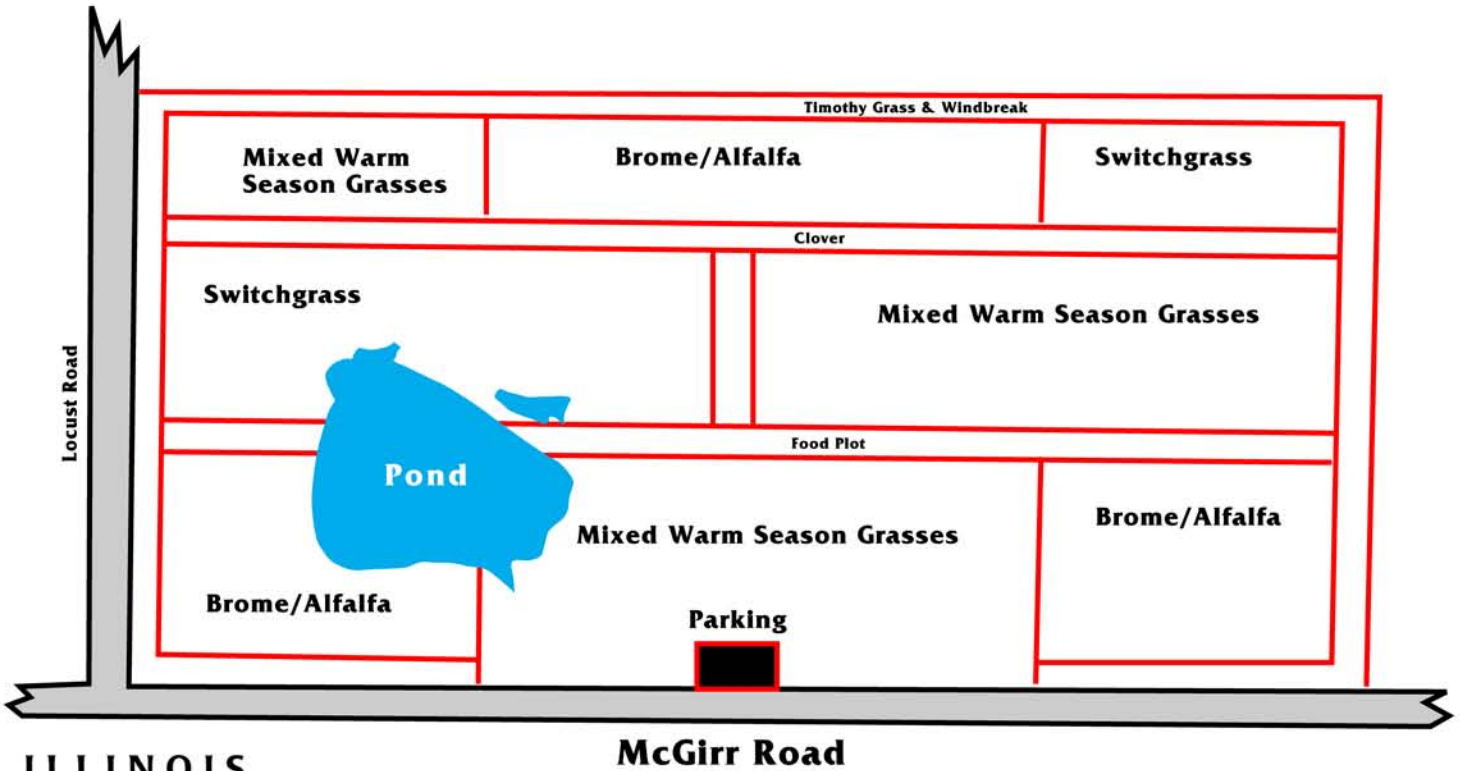 Timothy Grass & Windbreak
Mixed Warm
Season Grasses
Brome/Alfalfa
Switchgrass
Clover
Switchgrass
Mixed Warm Season Grasses
Locust Road
Food Plot
Pond
Mixed Warm Season Grasses
Brome/Alfalfa
Brome/Alfalfa
Parking
McGirr Road
ILLINOIS